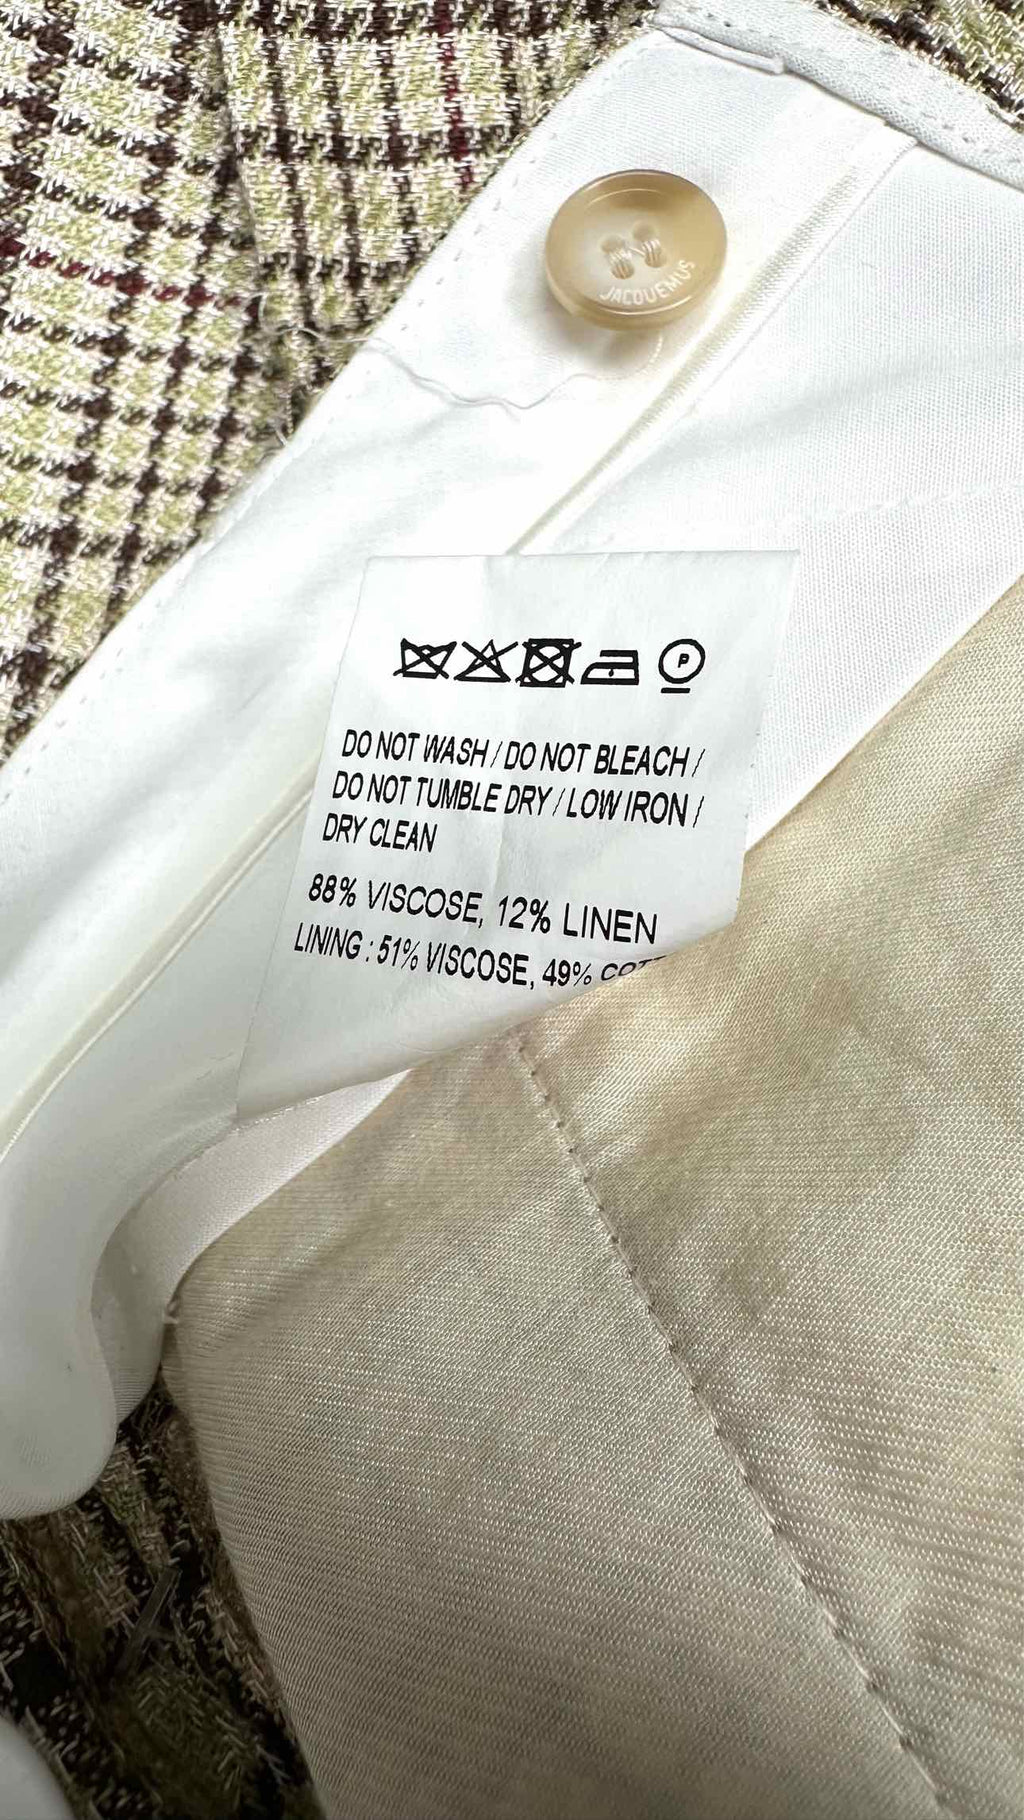 JACQUEMUS
P
DO NOT WASH / DO NOT BLEACH /
DO NOT TUMBLE DRY / LOW IRON /
DRY CLEAN
88% VISCOSE, 12% LINEN
LINING : 51% VISCOSE, 49%